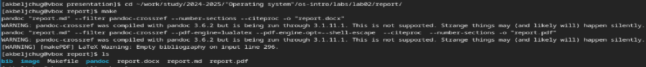 [askeijzhug@vbox presentation]$ cd ~/work/study/2024-2025/"Operating system"/os-intro/labs/lab02/report/
[askeijzhug@vbox report]$ make
pandoc "report.md" --filter pandoc-crossref --number-sections --citeproc -o "report.docx"
WARNING: pandoc-crossref was compiled with pandoc 3.6.2 but is being run through 3.1.11.1. This is not supported. Strange things may (and likely will) happen silently.
pandoc "report.md" --filter pandoc-crossref --pdf-engine=lualatex --pdf-engine-opt=--shell-escape --citeproc --number-sections -o "report.pdf"
WARNING: pandoc-crossref was compiled with pandoc 3.6.2 but is being run through 3.1.11.1. This is not supported. Strange things may (and likely will) happen silently.
[WARNING] [makePDF] LaTeX Warning: Empty bibliography on input line 296.
report]$ ls
bib image Makefile pandoc report.docx report.md report.pdf